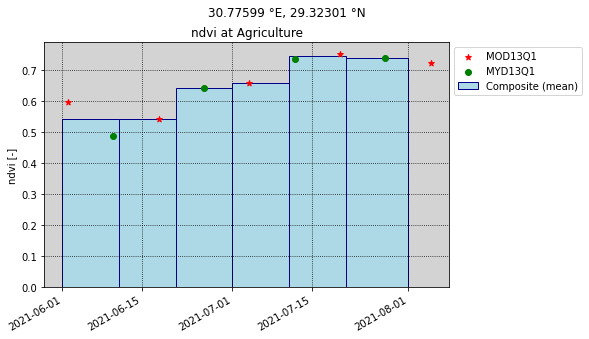 30.77599 °E, 29.32301 °N
ndvi at Agriculture
MOD13Q1
MYD13Q1
Composite (mean)
ndvi [-]
0.7
0.6
0.5
0.4
0.3
0.2
0.1
0.0
2021-06-01
2021-06-15
2021-07-01
2021-07-15
2021-08-01